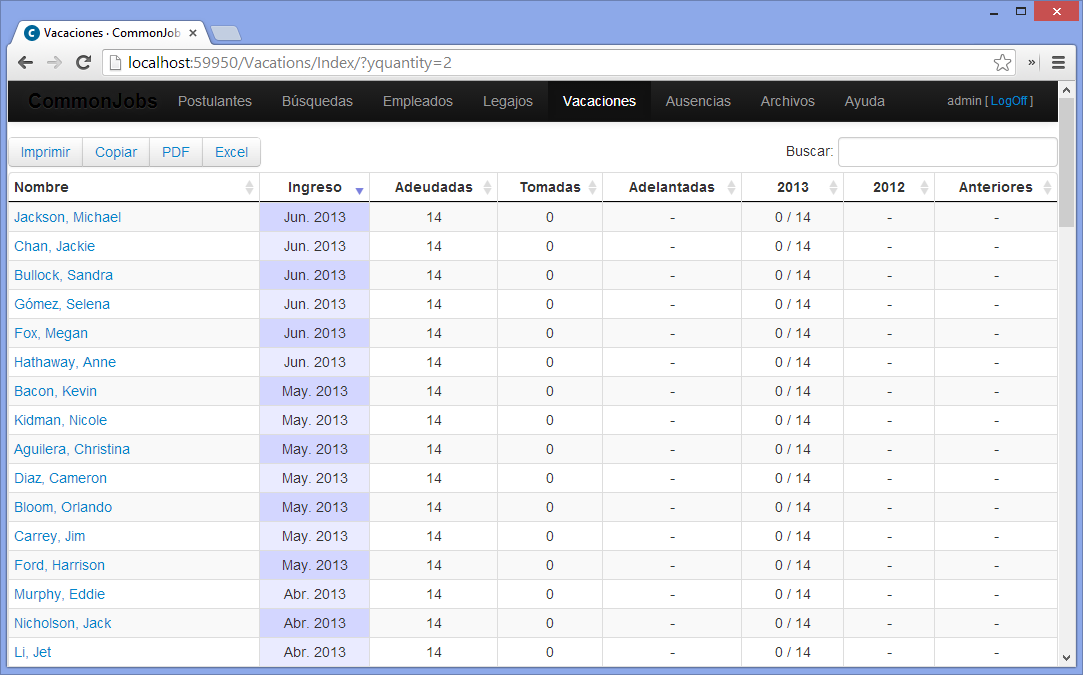 Vacaciones · CommonJob
localhost:59950/Vacations/Index/?yquantity=2
CommonJobs Postulantes Búsquedas Empleados Legajos Vacaciones Ausencias Archivos Ayuda admin [ LogOff ]
Imprimir Copiar PDF Excel Buscar:
Nombre Ingreso Adeudadas Tomadas Adelantadas 2013 2012 Anteriores
Jackson, Michael Jun. 2013 14 0 - 0 / 14 - -
Chan, Jackie Jun. 2013 14 0 - 0 / 14 - -
Bullock, Sandra Jun. 2013 14 0 - 0 / 14 - -
Gómez, Selena Jun. 2013 14 0 - 0 / 14 - -
Fox, Megan Jun. 2013 14 0 - 0 / 14 - -
Hathaway, Anne Jun. 2013 14 0 - 0 / 14 - -
Bacon, Kevin May. 2013 14 0 - 0 / 14 - -
Kidman, Nicole May. 2013 14 0 - 0 / 14 - -
Aguilera, Christina May. 2013 14 0 - 0 / 14 - -
Diaz, Cameron May. 2013 14 0 - 0 / 14 - -
Bloom, Orlando May. 2013 14 0 - 0 / 14 - -
Carrey, Jim May. 2013 14 0 - 0 / 14 - -
Ford, Harrison May. 2013 14 0 - 0 / 14 - -
Murphy, Eddie Abr. 2013 14 0 - 0 / 14 - -
Nicholson, Jack Abr. 2013 14 0 - 0 / 14 - -
Li, Jet Abr. 2013 14 0 - 0 / 14 - -